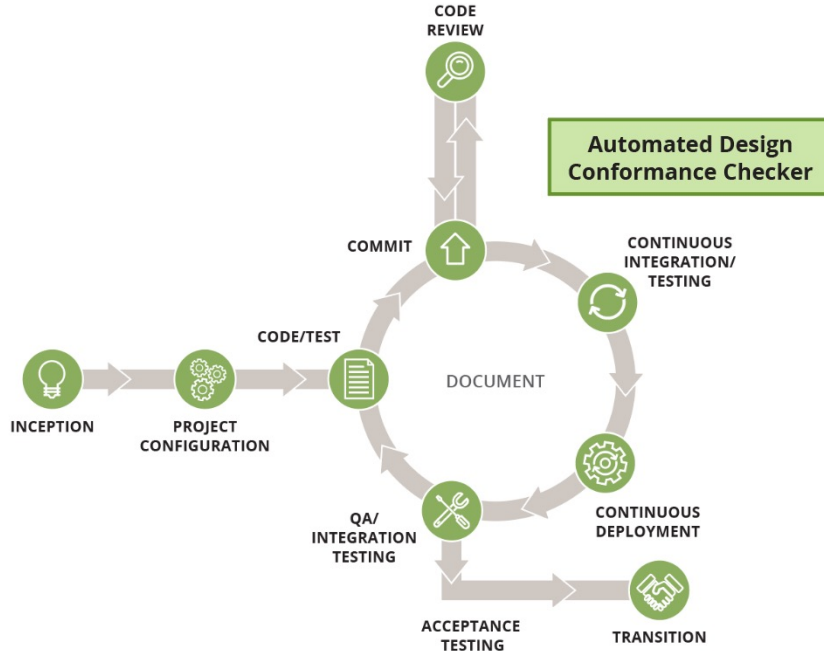 CODE
REVIEW
Automated Design
Conformance Checker
COMMIT
CONTINUOUS
INTEGRATION/
TESTING
CODE/TEST
DOCUMENT
INCEPTION
PROJECT
CONFIGURATION
QA/
INTEGRATION
TESTING
CONTINUOUS
DEPLOYMENT
ACCEPTANCE
TESTING
TRANSITION